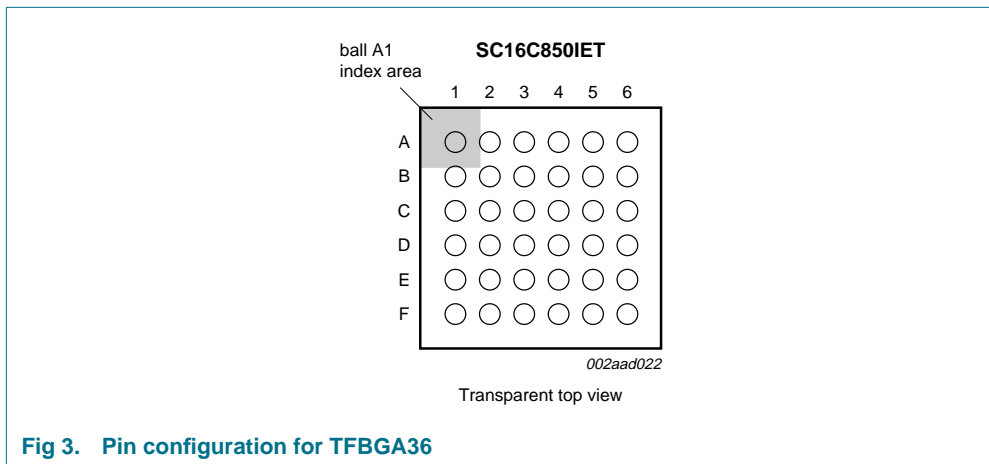 ball A1
index area
SC16C850IET
1 2 3 4 5 6
A
B
C
D
E
F
002aad022
Transparent top view
Fig 3. Pin configuration for TFBGA36